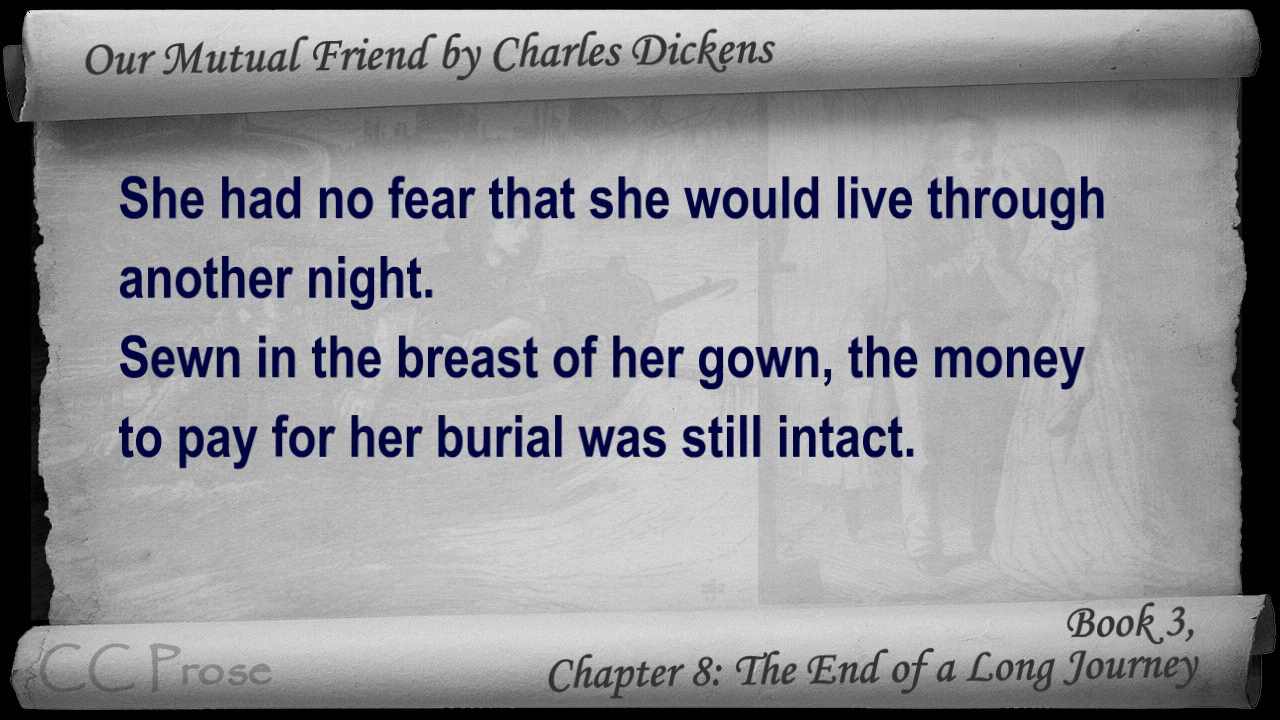 Our Mutual Friend by Charles Dickens
She had no fear that she would live through
another night.
Sewn in the breast of her gown, the money
to pay for her burial was still intact.
Book 3,
Chapter 8: The End of a Long Journey
CC Prose